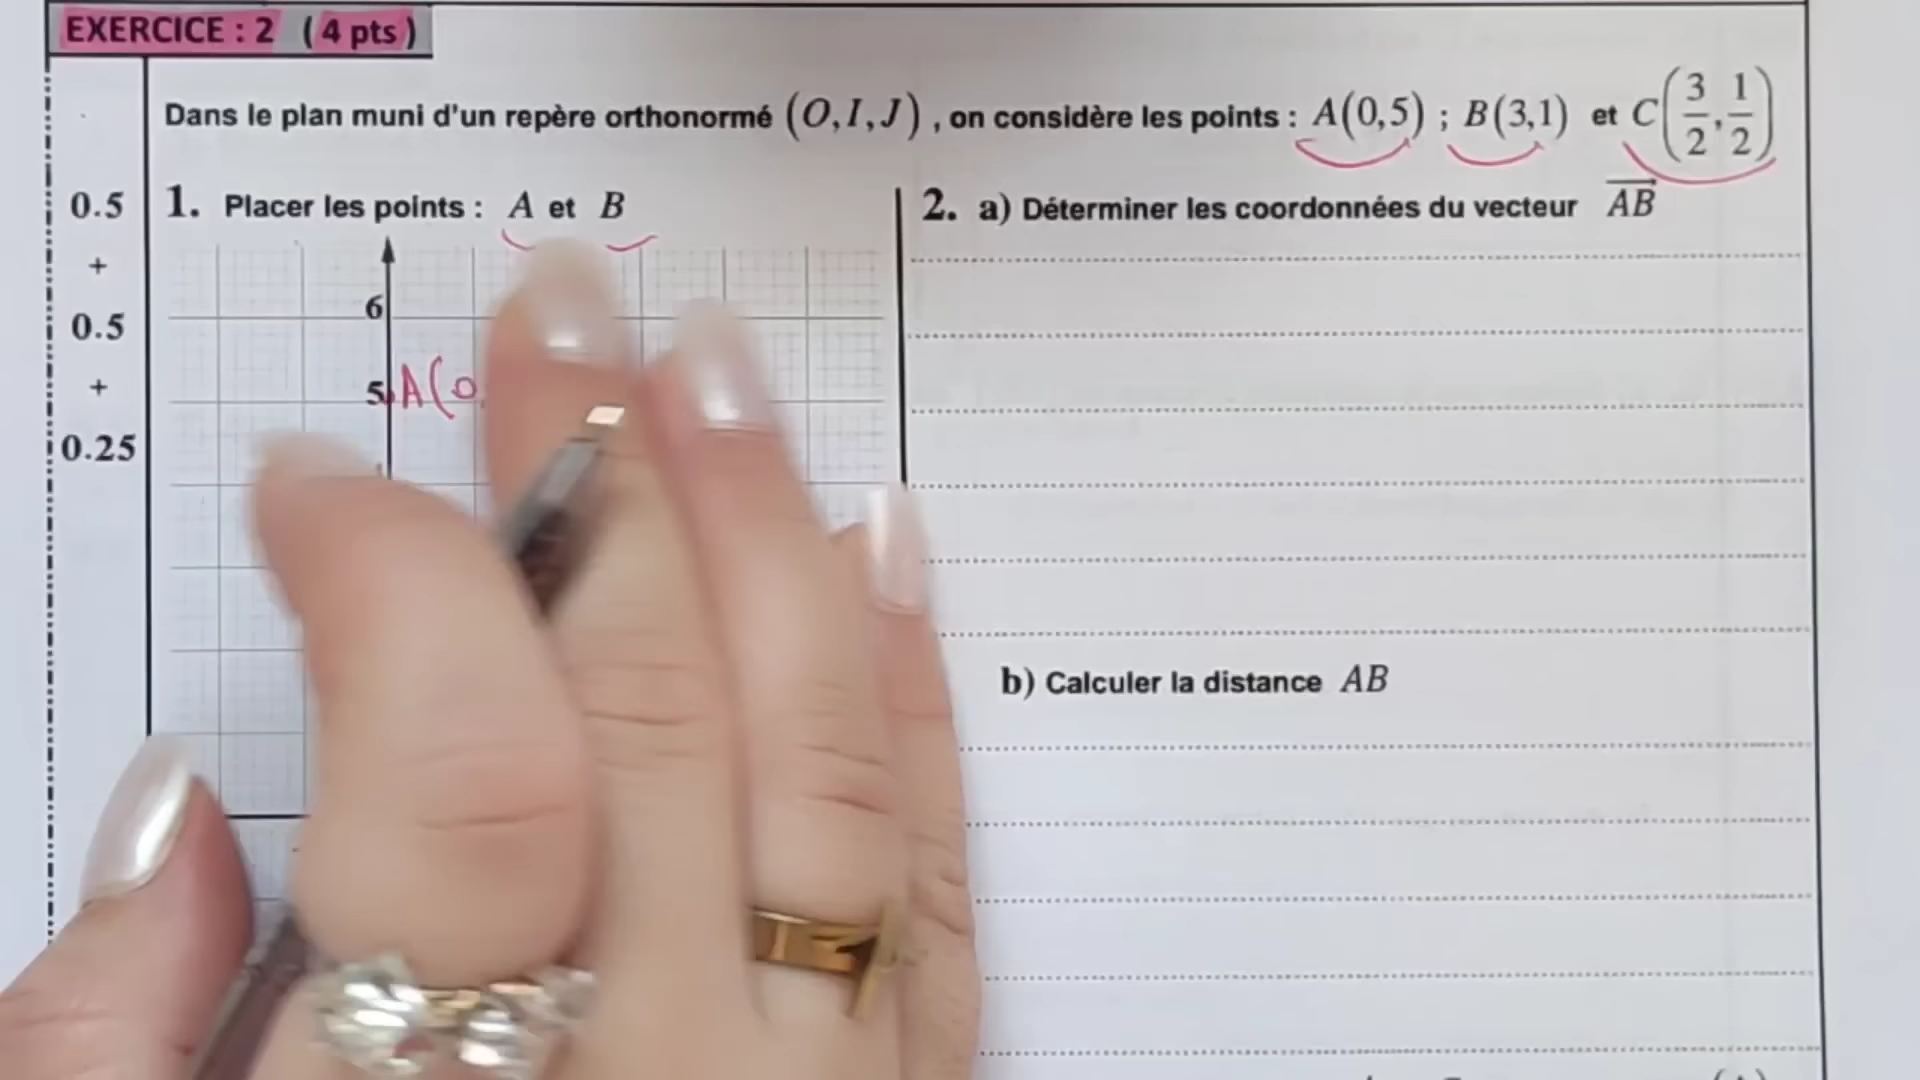 EXERCICE : 2 ( 4 pts )
Dans le plan muni d'un repère orthonormé (O, I, J) , on considère les points : A(0,5) ; B(3,1) et C(3/2, 1/2)
0.5
+
0.5
+
0.25
1. Placer les points : A et B
6
5
A(0,
2. a) Déterminer les coordonnées du vecteur \overrightarrow{AB}
b) Calculer la distance AB